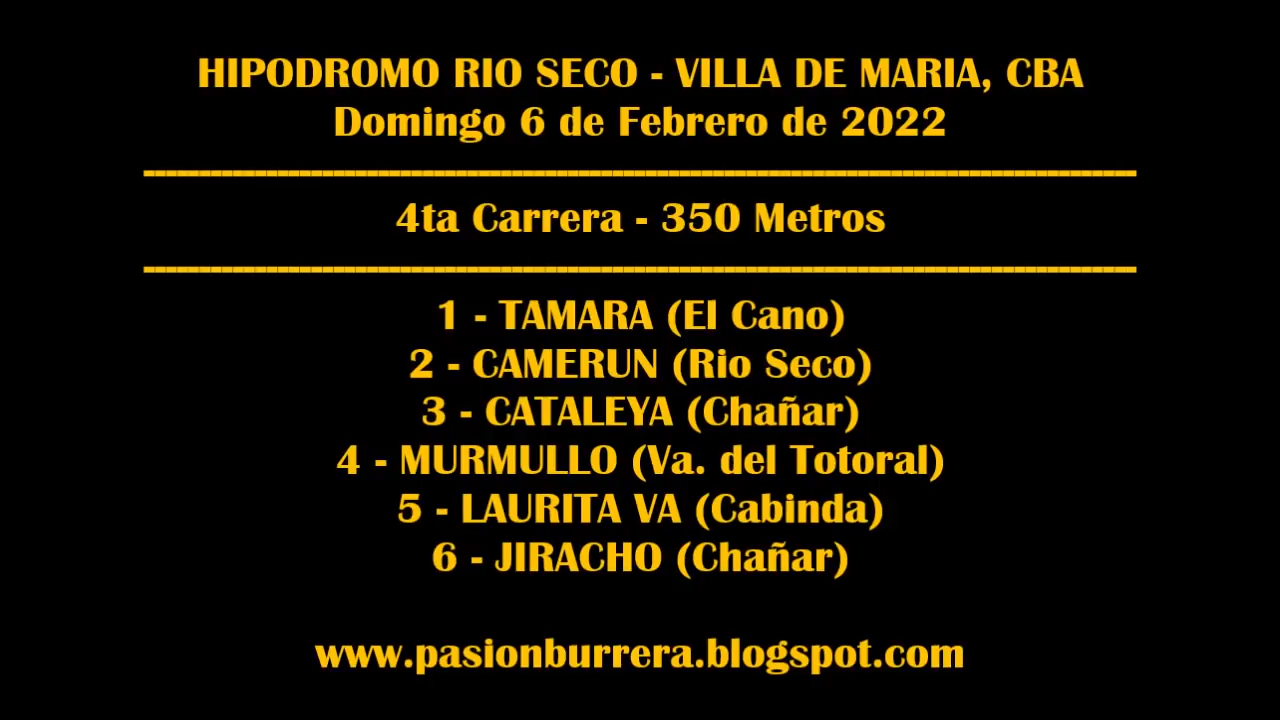 HIPODROMO RIO SECO - VILLA DE MARIA, CBA
Domingo 6 de Febrero de 2022
4ta Carrera - 350 Metros
1 - TAMARA (El Cano)
2 - CAMERUN (Rio Seco)
3 - CATALEYA (Chañar)
4 - MURMULLO (Va. del Totoral)
5 - LAURITA VA (Cabinda)
6 - JIRACHO (Chañar)
www.pasionburrera.blogspot.com